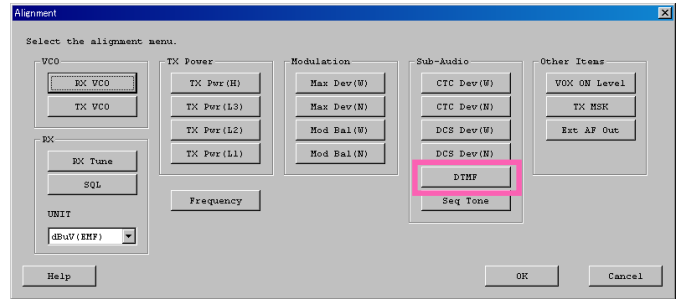 Alignment
Select the alignment menu.
VCO
RX VCO
TX VCO
RX
RX Tune
SQL
UNIT
dBuV(EMF)
TX Power
TX Pwr(H)
TX Pwr(L3)
TX Pwr(L2)
TX Pwr(L1)
Frequency
Modulation
Max Dev(W)
Max Dev(N)
Mod Bal(W)
Mod Bal(N)
Sub-Audio
CTC Dev(W)
CTC Dev(N)
DCS Dev(W)
DCS Dev(N)
DTMF
Seq Tone
Other Items
VOX ON Level
TX MSK
Ext AF Out
Help
OK
Cancel